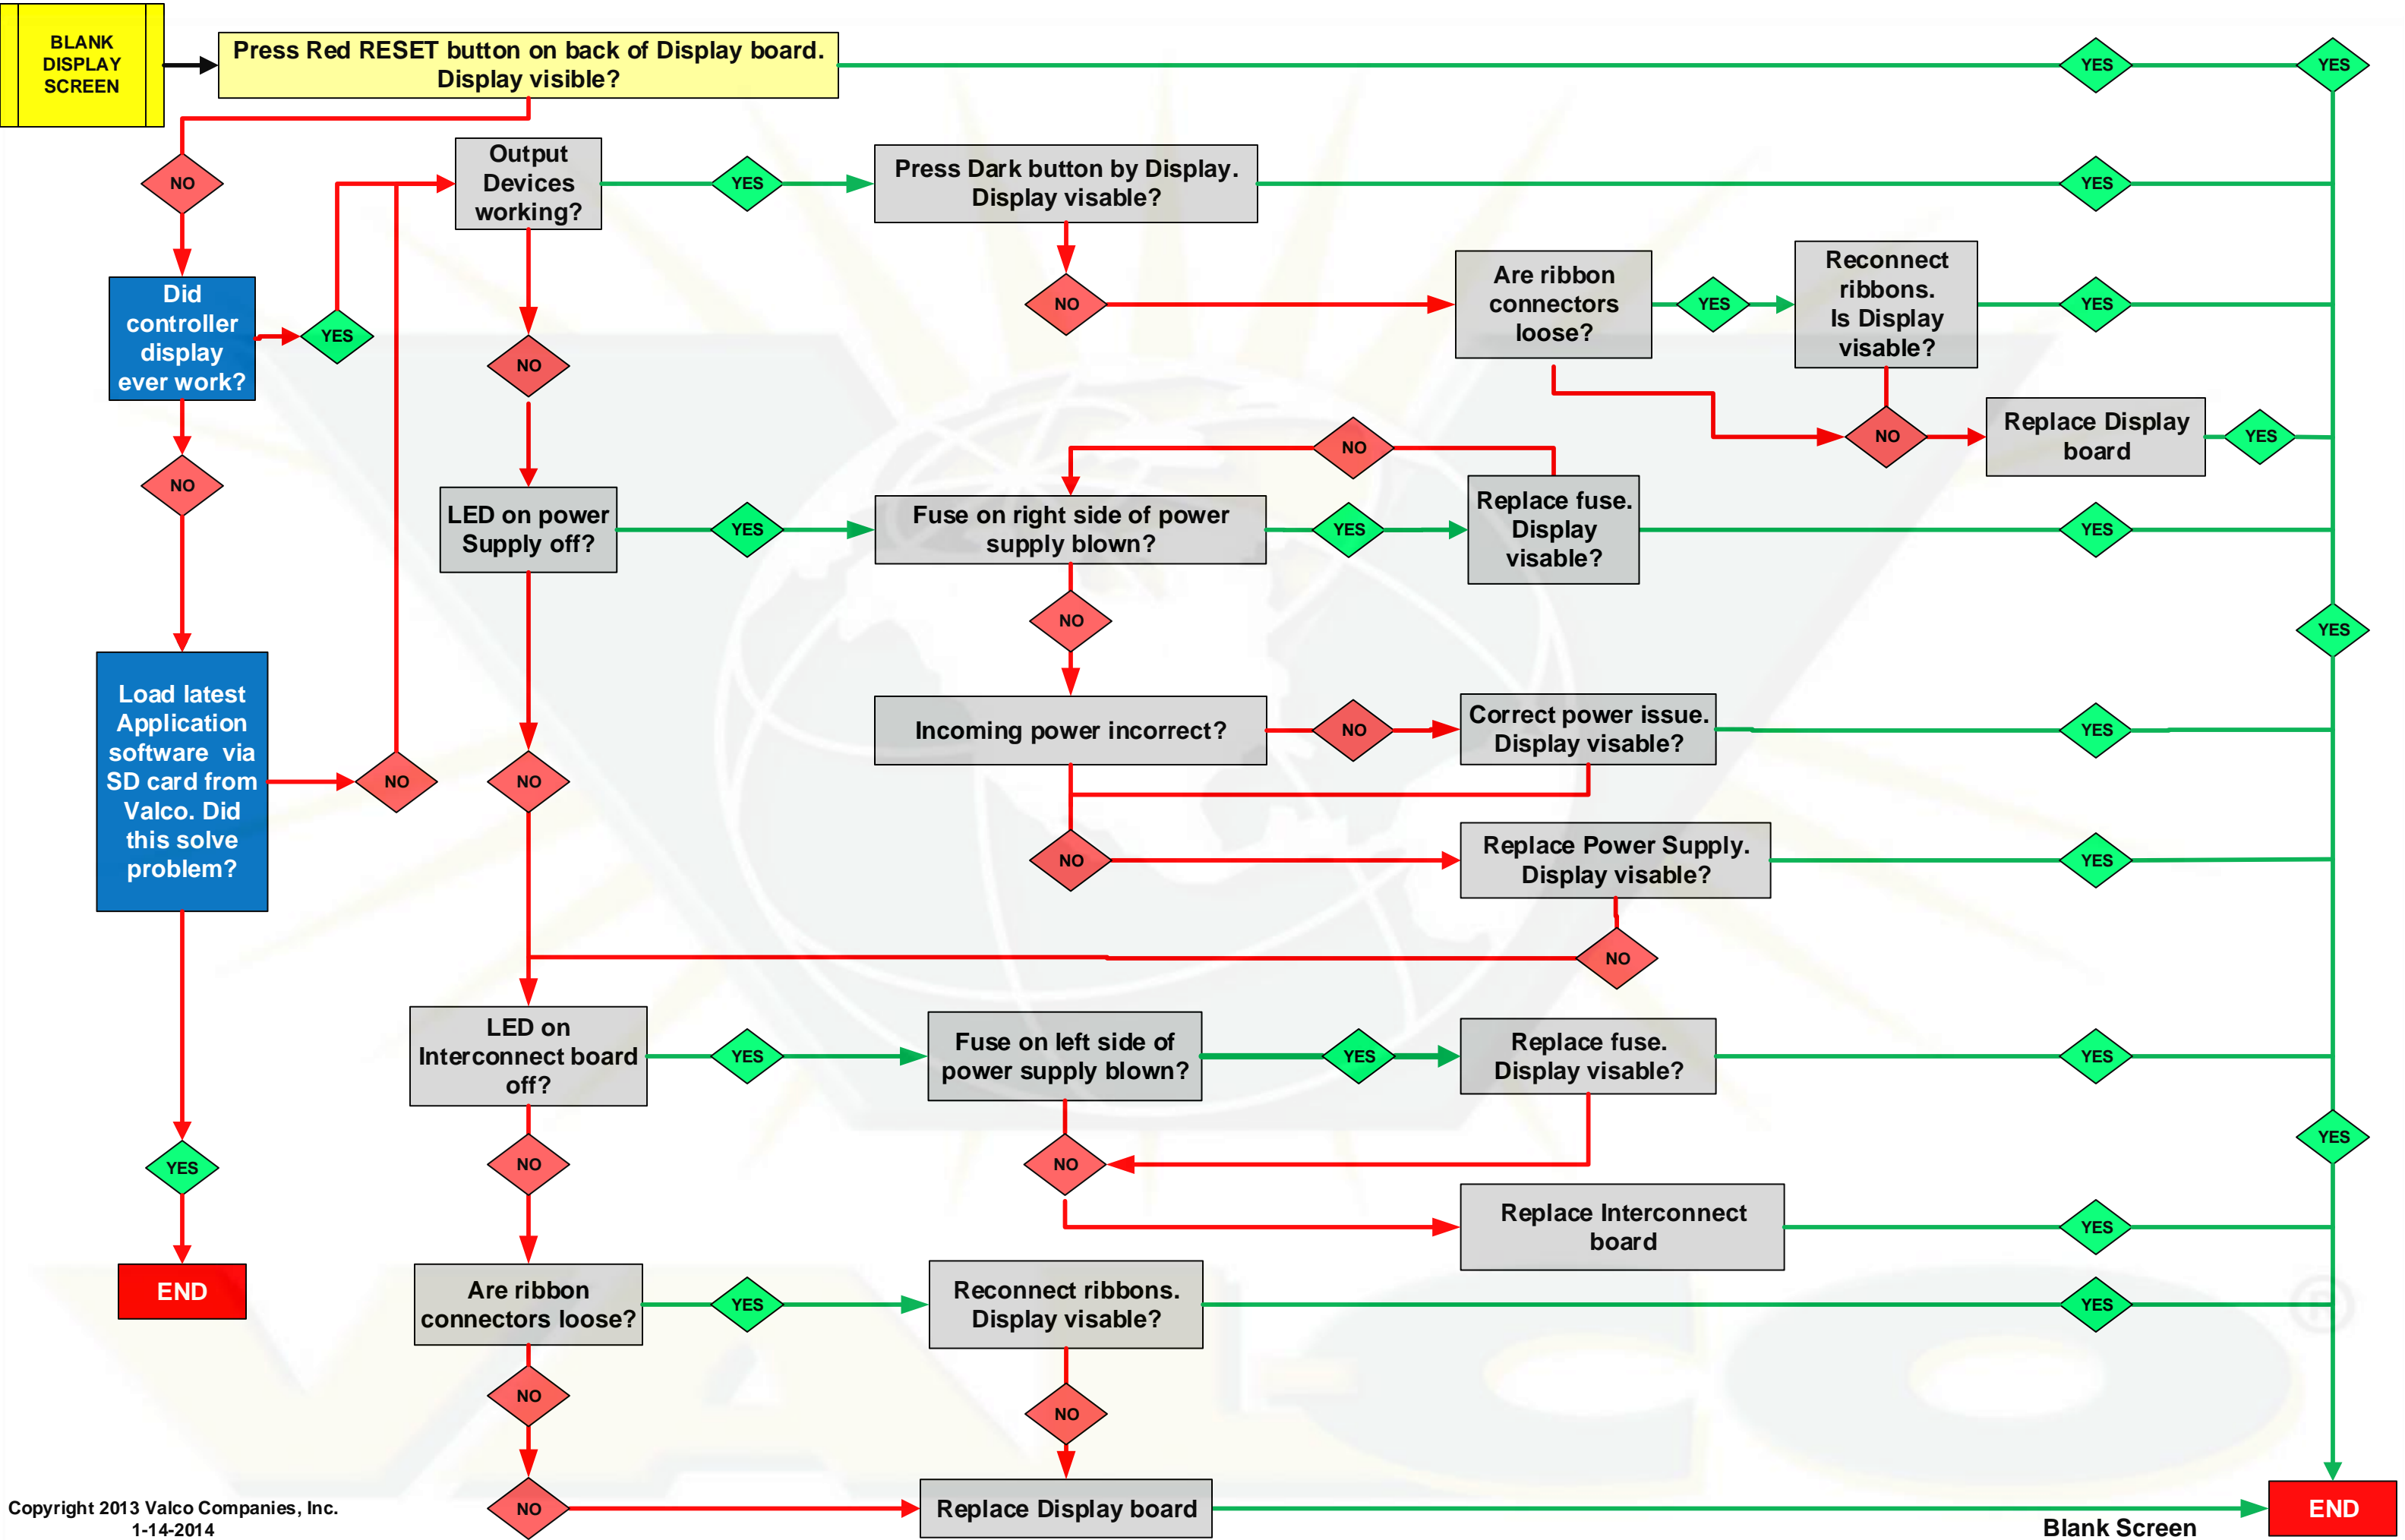 BLANK
DISPLAY
SCREEN
Press Red RESET button on back of Display board.
Display visible?
YES
YES
NO
Output
Devices
working?
YES
Press Dark button by Display.
Display visable?
YES
Did
controller
display
ever work?
YES
NO
NO
Are ribbon
connectors
loose?
YES
Reconnect
ribbons.
Is Display
visable?
YES
NO
Replace Display
board
YES
NO
NO
LED on power
Supply off?
YES
Fuse on right side of power
supply blown?
YES
Replace fuse.
Display
visable?
YES
NO
YES
Load latest
Application
software via
SD card from
Valco. Did
this solve
problem?
NO
NO
Incoming power incorrect?
NO
Correct power issue.
Display visable?
YES
NO
Replace Power Supply.
Display visable?
YES
NO
LED on
Interconnect board
off?
YES
Fuse on left side of
power supply blown?
YES
Replace fuse.
Display visable?
YES
YES
YES
NO
NO
Replace Interconnect
board
YES
END
Are ribbon
connectors loose?
YES
Reconnect ribbons.
Display visable?
YES
NO
NO
NO
Replace Display board
END
VAL-CO
®
Copyright 2013 Valco Companies, Inc.
1-14-2014
Blank Screen